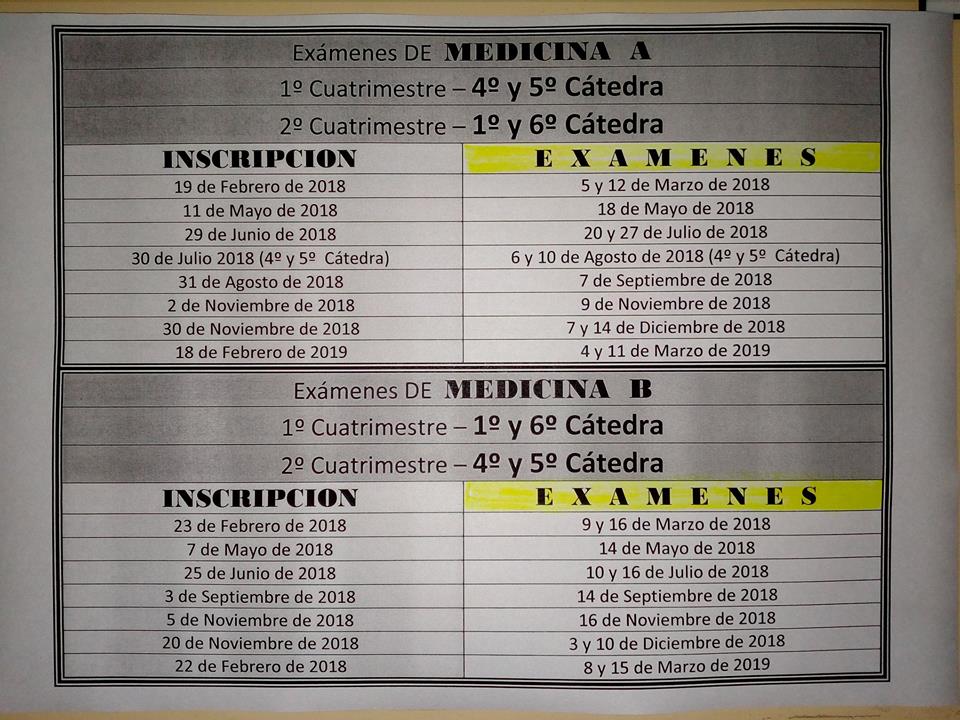 Exámenes DE MEDICINA A
1º Cuatrimestre – 4º y 5º Cátedra
2º Cuatrimestre – 1º y 6º Cátedra
INSCRIPCION E X A M E N E S
19 de Febrero de 2018 5 y 12 de Marzo de 2018
11 de Mayo de 2018 18 de Mayo de 2018
29 de Junio de 2018 20 y 27 de Julio de 2018
30 de Julio 2018 (4º y 5º Cátedra) 6 y 10 de Agosto de 2018 (4º y 5º Cátedra)
31 de Agosto de 2018 7 de Septiembre de 2018
2 de Noviembre de 2018 9 de Noviembre de 2018
30 de Noviembre de 2018 7 y 14 de Diciembre de 2018
18 de Febrero de 2019 4 y 11 de Marzo de 2019
Exámenes DE MEDICINA B
1º Cuatrimestre – 1º y 6º Cátedra
2º Cuatrimestre – 4º y 5º Cátedra
INSCRIPCION E X A M E N E S
23 de Febrero de 2018 9 y 16 de Marzo de 2018
7 de Mayo de 2018 14 de Mayo de 2018
25 de Junio de 2018 10 y 16 de Julio de 2018
3 de Septiembre de 2018 14 de Septiembre de 2018
5 de Noviembre de 2018 16 de Noviembre de 2018
20 de Noviembre de 2018 3 y 10 de Diciembre de 2018
22 de Febrero de 2018 8 y 15 de Marzo de 2019